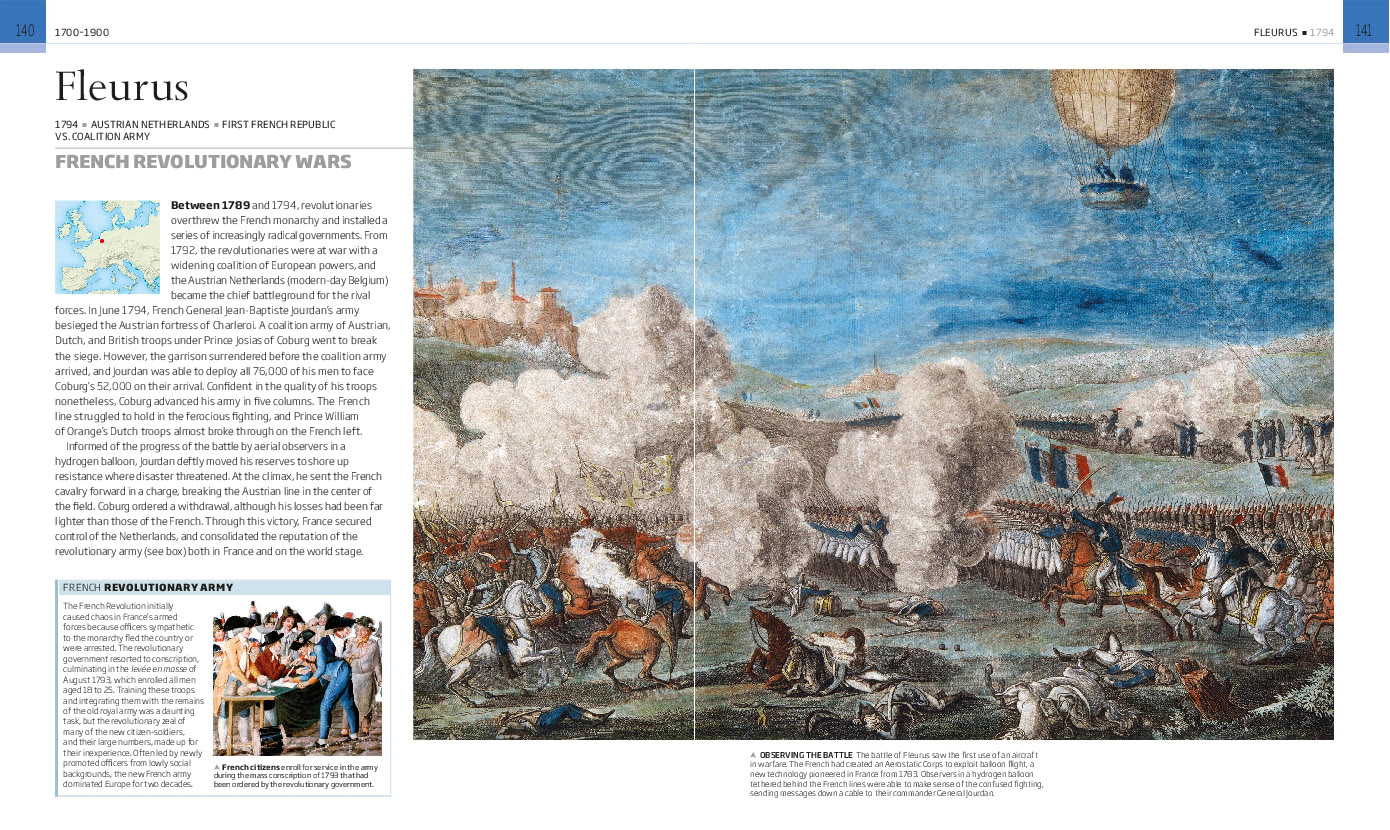 140
1700–1900
FLEURUS ■ 1794
141
Fleurus
1794 ■ AUSTRIAN NETHERLANDS ■ FIRST FRENCH REPUBLIC
VS. COALITION ARMY
FRENCH REVOLUTIONARY WARS
Between 1789 and 1794, revolutionaries
overthrew the French monarchy and installed a
series of increasingly radical governments. From
1792, the revolutionaries were at war with a
widening coalition of European powers, and
the Austrian Netherlands (modern-day Belgium)
became the chief battleground for the rival
forces. In June 1794, French General Jean-Baptiste Jourdan's army
besieged the Austrian fortress of Charleroi. A coalition army of Austrian,
Dutch, and British troops under Prince Josias of Coburg went to break
the siege. However, the garrison surrendered before the coalition army
arrived, and Jourdan was able to deploy all 76,000 of his men to face
Coburg's 52,000 on their arrival. Confident in the quality of his troops
nonetheless, Coburg advanced his army in five columns. The French
line struggled to hold in the ferocious fighting, and Prince William
of Orange's Dutch troops almost broke through on the French left.
Informed of the progress of the battle by aerial observers in a
hydrogen balloon, Jourdan deftly moved his reserves to shore up
resistance where disaster threatened. At the climax, he sent the French
cavalry forward in a charge, breaking the Austrian line in the center of
the field. Coburg ordered a withdrawal, although his losses had been far
lighter than those of the French. Through this victory, France secured
control of the Netherlands, and consolidated the reputation of the
revolutionary army (see box) both in France and on the world stage.
FRENCH REVOLUTIONARY ARMY
The French Revolution initially
caused chaos in France's armed
forces because officers sympathetic
to the monarchy fled the country or
were arrested. The revolutionary
government resorted to conscription,
culminating in the levée en masse of
August 1793, which enrolled all men
aged 18 to 25. Training these troops
and integrating them with the remains
of the old royal army was a daunting
task, but the revolutionary zeal of
many of the new citizen-soldiers,
and their large numbers, made up for
their inexperience. Often led by newly
promoted officers from lowly social
backgrounds, the new French army
dominated Europe for two decades.
▲ French citizens enroll for service in the army
during the mass conscription of 1793 that had
been ordered by the revolutionary government.
▲ OBSERVING THE BATTLE The battle of Fleurus saw the first use of an aircraft
in warfare. The French had created an Aerostatic Corps to exploit balloon flight, a
new technology pioneered in France from 1783. Observers in a hydrogen balloon
tethered behind the French lines were able to make sense of the confused fighting,
sending messages down a cable to their commander General Jourdan.